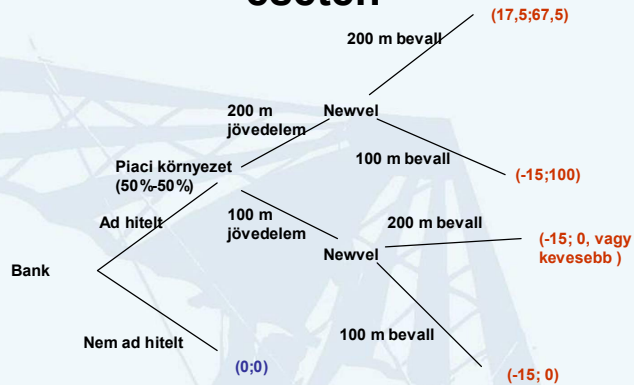 esetén
(17,5;67,5)
200 m bevall
200 m
jövedelem
Newvel
100 m bevall
(-15;100)
Piaci környezet
(50%-50%)
Ad hitelt
100 m
jövedelem
200 m bevall
Newvel
(-15; 0, vagy
kevesebb )
Bank
100 m bevall
Nem ad hitelt
(0;0)
(-15; 0)